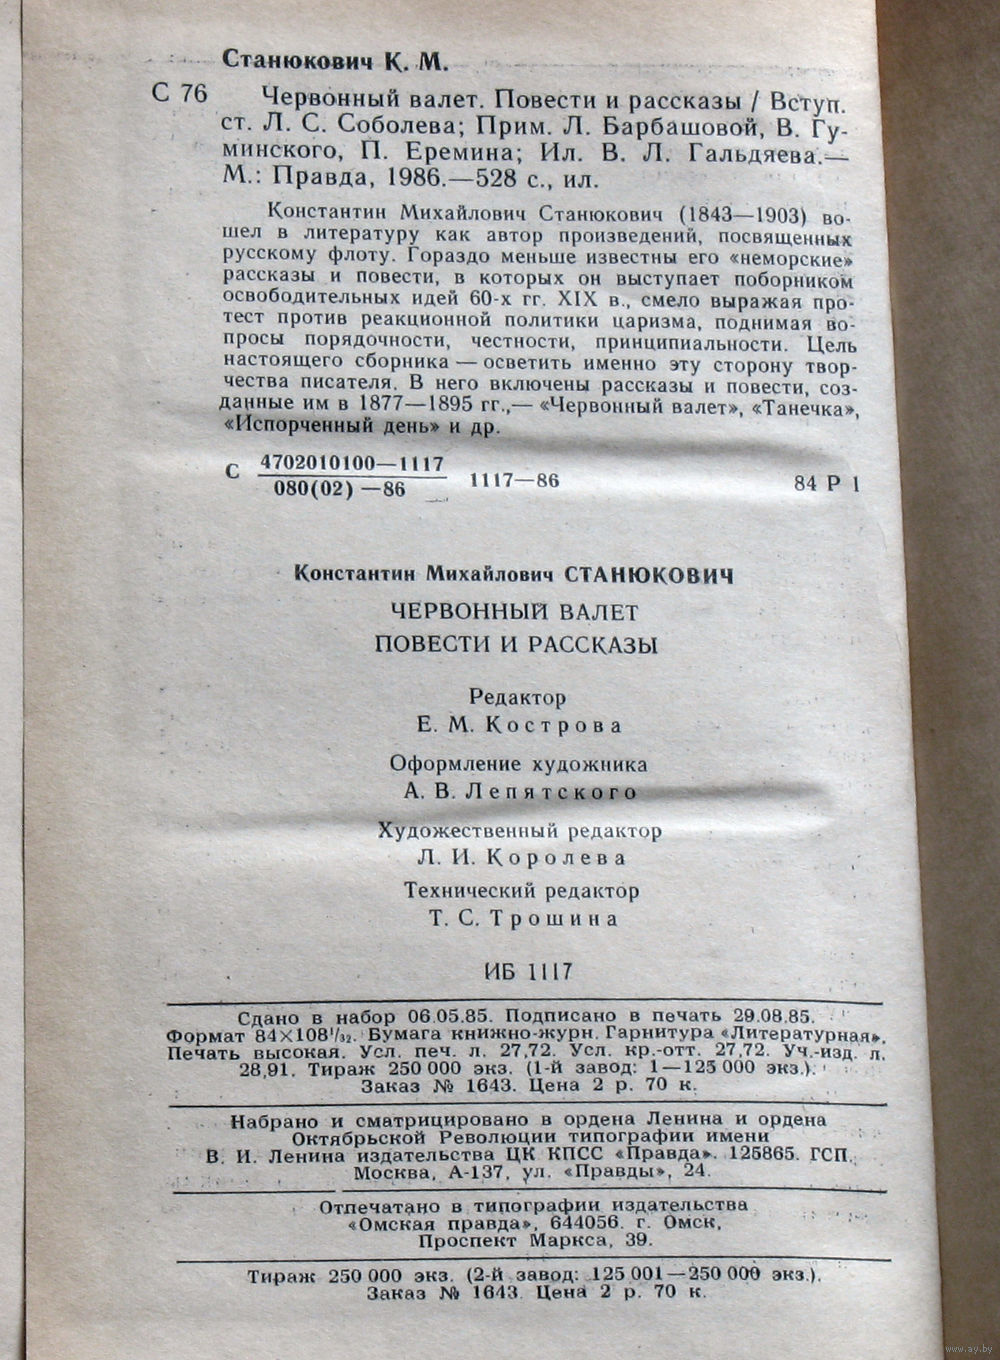 Станюкович К. М.
С 76 Червонный валет. Повести и рассказы / Вступ.
ст. Л. С. Соболева; Прим. Л. Барбашовой, В. Гу-
минского, П. Еремина; Ил. В. Л. Гальдяева.—
М.: Правда, 1986.—528 с., ил.
Константин Михайлович Станюкович (1843—1903) во-
шел в литературу как автор произведений, посвященных
русскому флоту. Гораздо меньше известны его «неморские»
рассказы и повести, в которых он выступает поборником
освободительных идей 60-х гг. XIX в., смело выражая про-
тест против реакционной политики царизма, поднимая во-
просы порядочности, честности, принципиальности. Цель
настоящего сборника — осветить именно эту сторону твор-
чества писателя. В него включены рассказы и повести, соз-
данные им в 1877—1895 гг.,— «Червонный валет», «Танечка»,
«Испорченный день» и др.
С 4702010100—1117
080(02) —86
1117—86
84 Р 1
Константин Михайлович СТАНЮКОВИЧ
ЧЕРВОННЫЙ ВАЛЕТ
ПОВЕСТИ И РАССКАЗЫ
Редактор
Е. М. Кострова
Оформление художника
А. В. Лепятского
Художественный редактор
Л. И. Королева
Технический редактор
Т. С. Трошина
ИБ 1117
Сдано в набор 06.05.85. Подписано в печать 29.08.85.
Формат 84×108¹/₃₂. Бумага книжно-журн. Гарнитура «Литературная».
Печать высокая. Усл. печ. л. 27,72. Усл. кр.-отт. 27,72. Уч.-изд. л.
28,91. Тираж 250 000 экз. (1-й завод: 1—125 000 экз.).
Заказ № 1643. Цена 2 р. 70 к.
Набрано и сматрицировано в ордена Ленина и ордена
Октябрьской Революции типографии имени
В. И. Ленина издательства ЦК КПСС «Правда». 125865. ГСП.
Москва, А-137, ул. «Правды», 24.
Отпечатано в типографии издательства
«Омская правда», 644056. г. Омск,
Проспект Маркса, 39.
Тираж 250 000 экз. (2-й завод: 125 001—250 000 экз.).
Заказ № 1643. Цена 2 р. 70 к.
www.ay.by